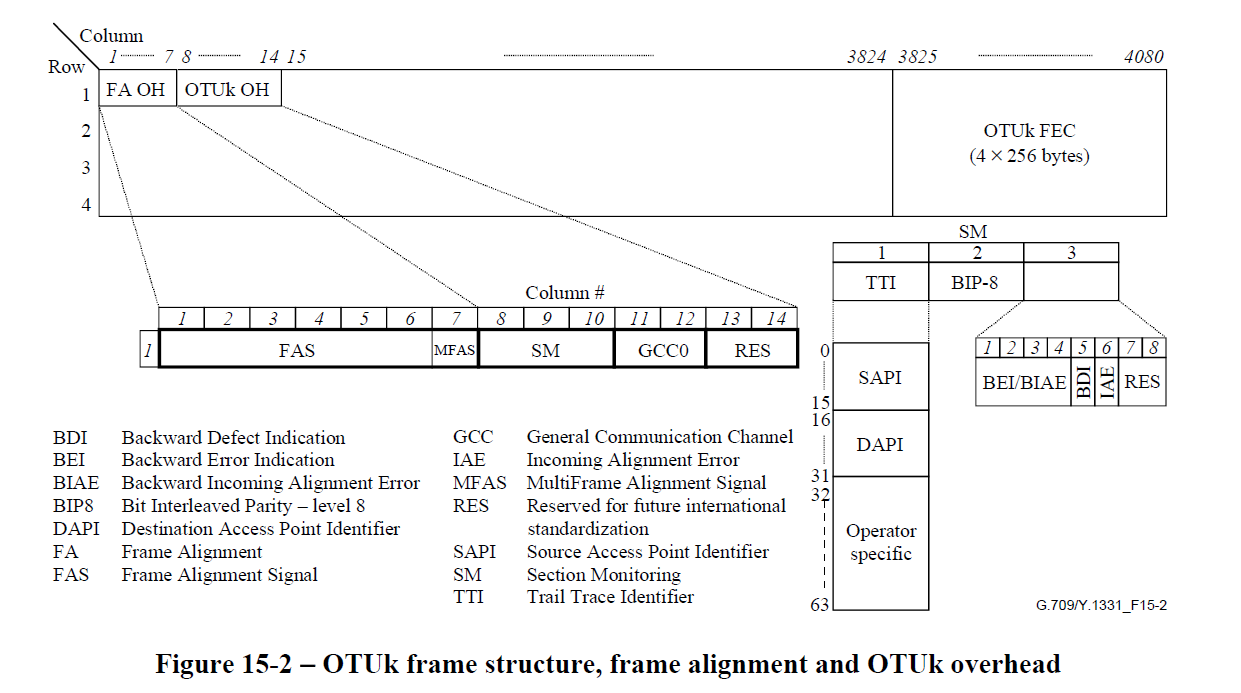 Column
1 7 8 14 15 3824 3825 4080
Row
1 FA OH OTUk OH
2 OTUk FEC
(4 × 256 bytes)
3
4
SM
1 2 3
TTI BIP-8
Column #
1 2 3 4 5 6 7 8 9 10 11 12 13 14
1 FAS MFAS SM GCC0 RES
0 SAPI 15
16 DAPI 31
32 Operator
specific 63
1 2 3 4 5 6 7 8
BEI/BIAE BDI IAE RES
BDI Backward Defect Indication
BEI Backward Error Indication
BIAE Backward Incoming Alignment Error
BIP8 Bit Interleaved Parity – level 8
DAPI Destination Access Point Identifier
FA Frame Alignment
FAS Frame Alignment Signal
GCC General Communication Channel
IAE Incoming Alignment Error
MFAS MultiFrame Alignment Signal
RES Reserved for future international
standardization
SAPI Source Access Point Identifier
SM Section Monitoring
TTI Trail Trace Identifier
G.709/Y.1331_F15-2
Figure 15-2 – OTUk frame structure, frame alignment and OTUk overhead